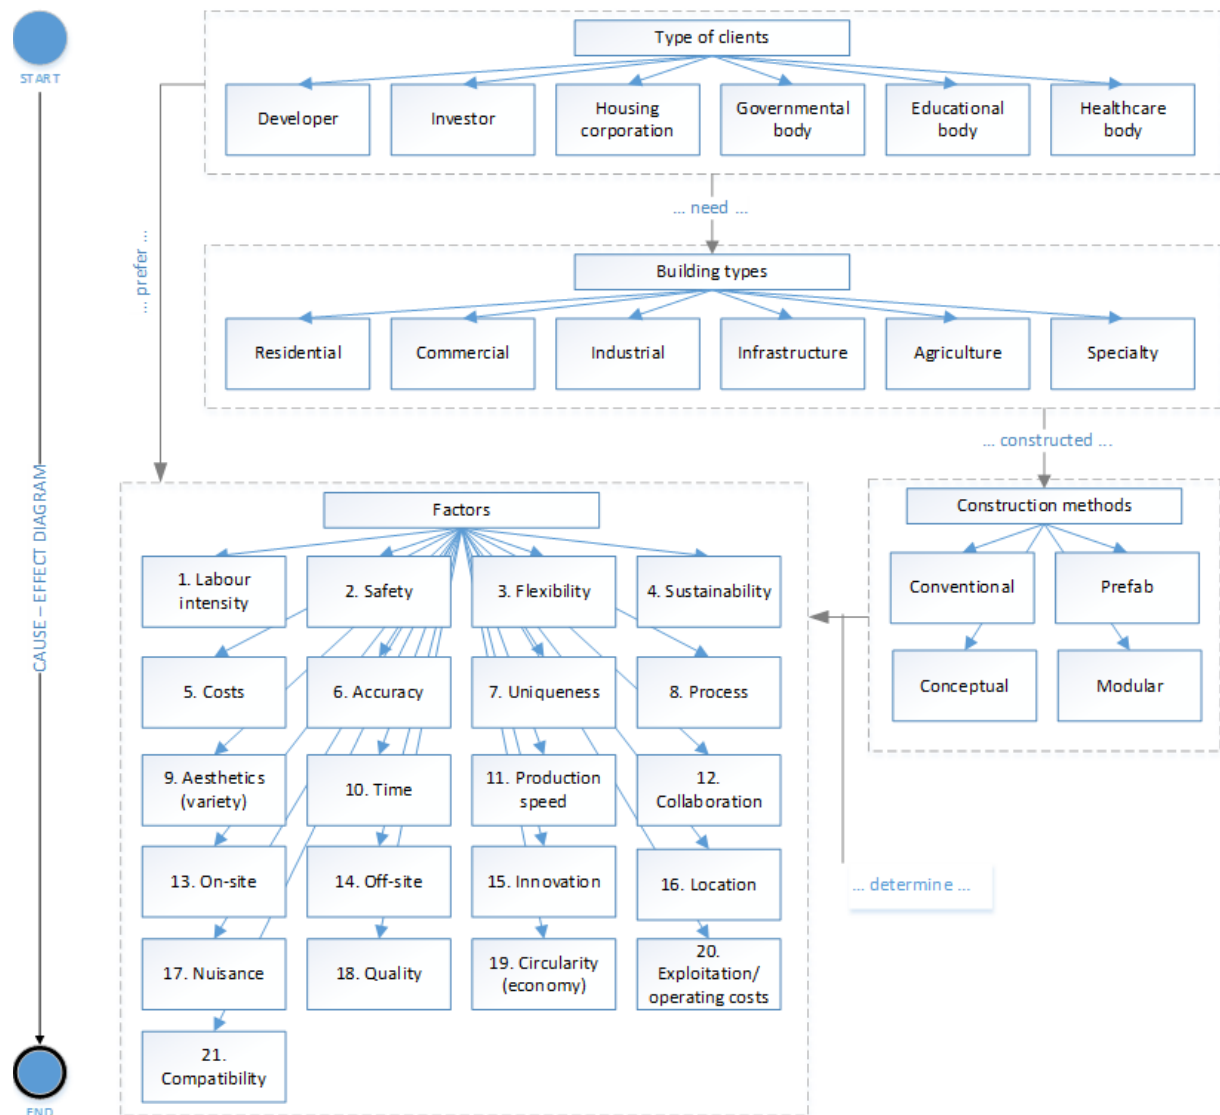 START
Type of clients
Developer
Investor
Housing
corporation
Governmental
body
Educational
body
Healthcare
body
... need ...
... prefer ...
Building types
Residential
Commercial
Industrial
Infrastructure
Agriculture
Specialty
... constructed ...
CAUSE – EFFECT DIAGRAM
Factors
1. Labour
intensity
2. Safety
3. Flexibility
4. Sustainability
5. Costs
6. Accuracy
7. Uniqueness
8. Process
9. Aesthetics
(variety)
10. Time
11. Production
speed
12.
Collaboration
13. On-site
14. Off-site
15. Innovation
16. Location
17. Nuisance
18. Quality
19. Circularity
(economy)
20.
Exploitation/
operating costs
21.
Compatibility
Construction methods
Conventional
Prefab
Conceptual
Modular
... determine ...
END